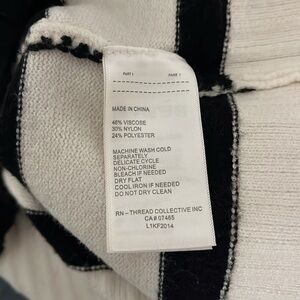 PART 1 PART 1
MADE IN CHINA
46% VISCOSE
30% NYLON
24% POLYESTER
MACHINE WASH COLD
SEPARATELY
DELICATE CYCLE
NON-CHLORINE
BLEACH IF NEEDED
DRY FLAT
COOL IRON IF NEEDED
DO NOT DRY CLEAN
RN – THREAD COLLECTIVE INC
CA# 07485
L1KF2014